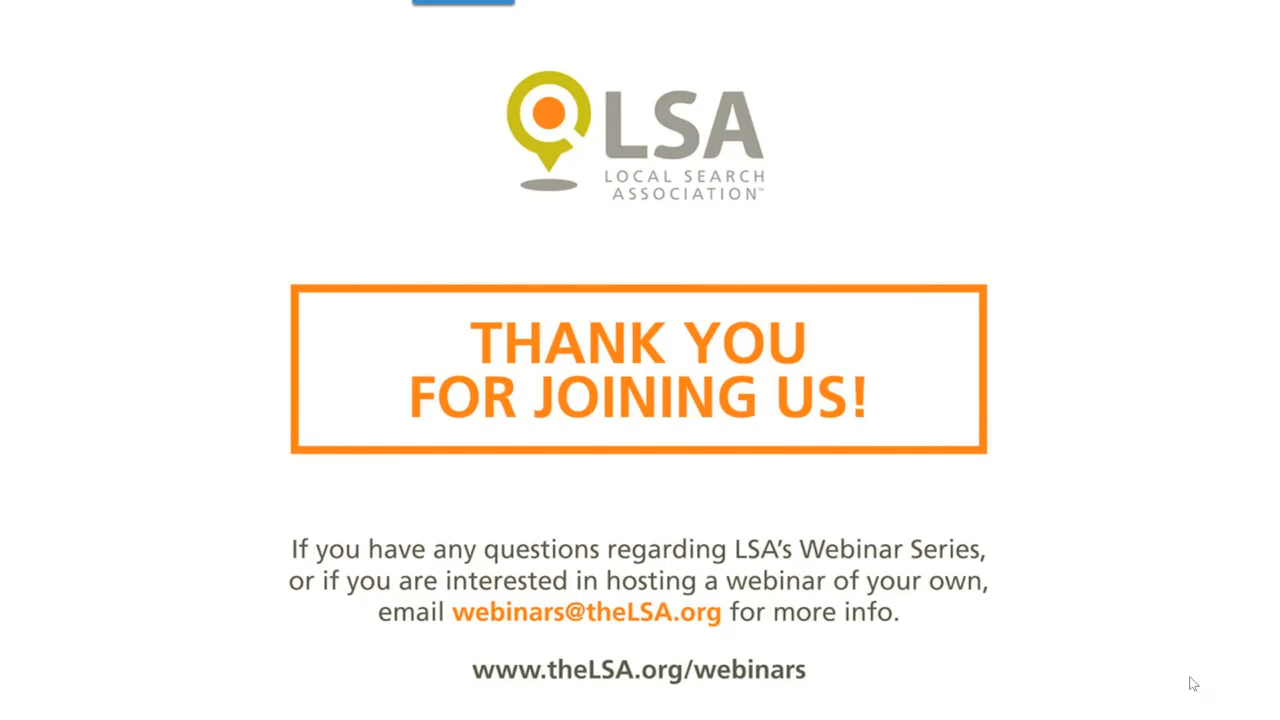 LSA
LOCAL SEARCH
ASSOCIATION™
THANK YOU
FOR JOINING US!
If you have any questions regarding LSA's Webinar Series,
or if you are interested in hosting a webinar of your own,
email webinars@theLSA.org for more info.
www.theLSA.org/webinars